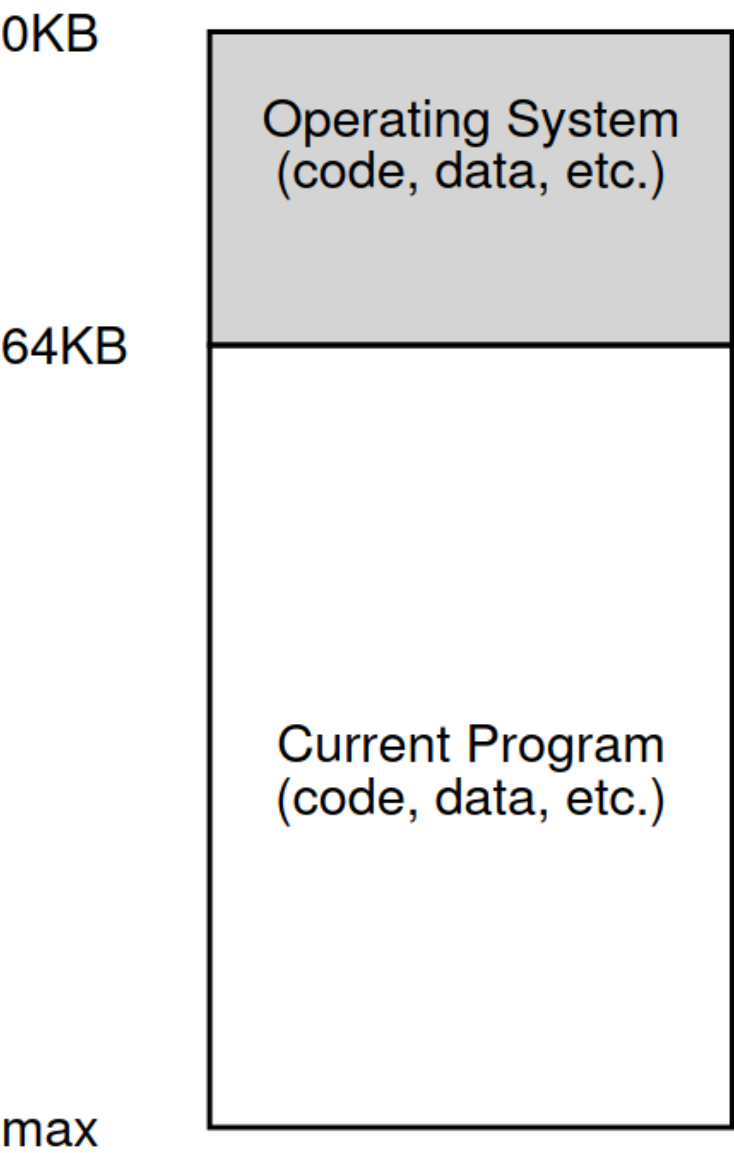 0KB
Operating System
(code, data, etc.)
64KB
Current Program
(code, data, etc.)
max